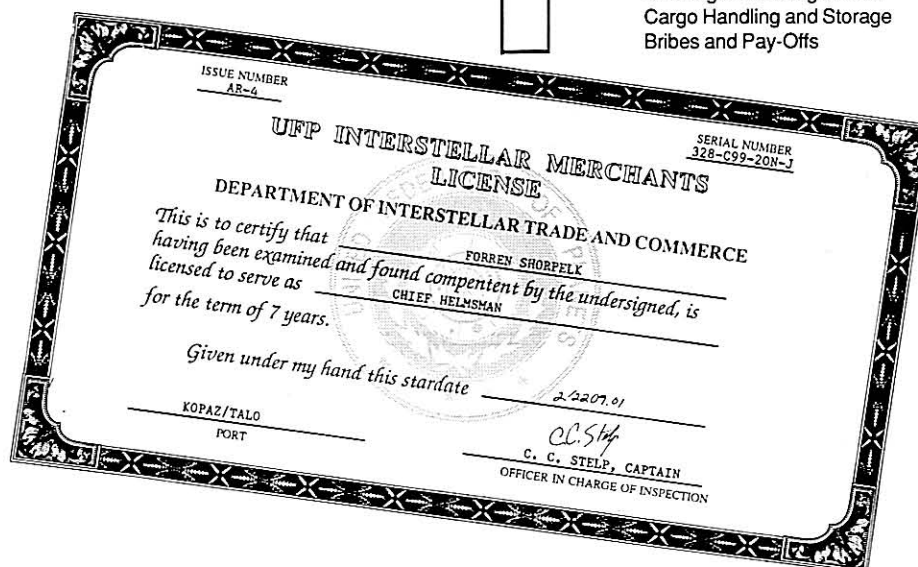 Cargo Handling and Storage
Bribes and Pay-Offs
ISSUE NUMBER
AR-4
SERIAL NUMBER
328-C99-20N-J
UFP INTERSTELLAR MERCHANTS
LICENSE
DEPARTMENT OF INTERSTELLAR TRADE AND COMMERCE
This is to certify that FORREN SHORPELK
having been examined and found compentent by the undersigned, is
licensed to serve as CHIEF HELMSMAN
for the term of 7 years.
Given under my hand this stardate 2/2209.01
KOPAZ/TALO
PORT
C.C. Stelp
C. C. STELP, CAPTAIN
OFFICER IN CHARGE OF INSPECTION